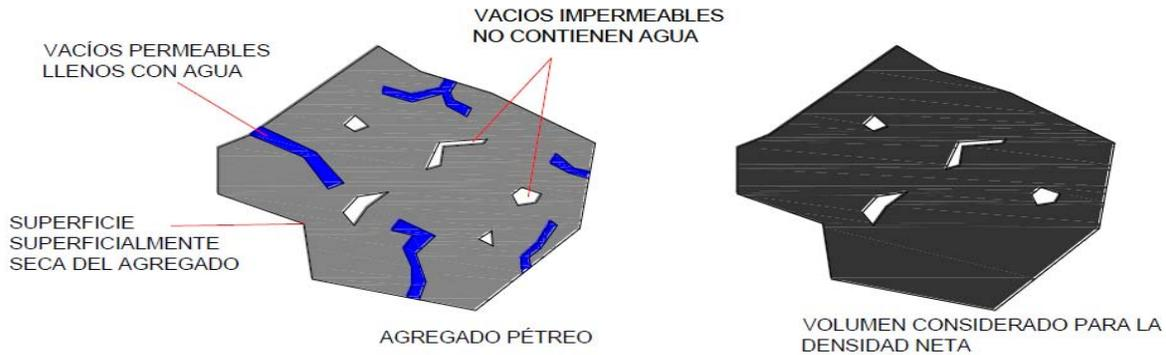 VACIOS IMPERMEABLES
NO CONTIENEN AGUA
VACÍOS PERMEABLES
LLENOS CON AGUA
SUPERFICIE
SUPERFICIALMENTE
SECA DEL AGREGADO
AGREGADO PÉTREO
VOLUMEN CONSIDERADO PARA LA
DENSIDAD NETA